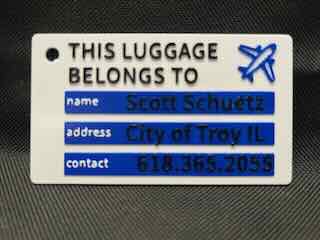 THIS LUGGAGE
BELONGS TO
name Scott Schuetz
address City of Troy IL
contact 618.365.2055